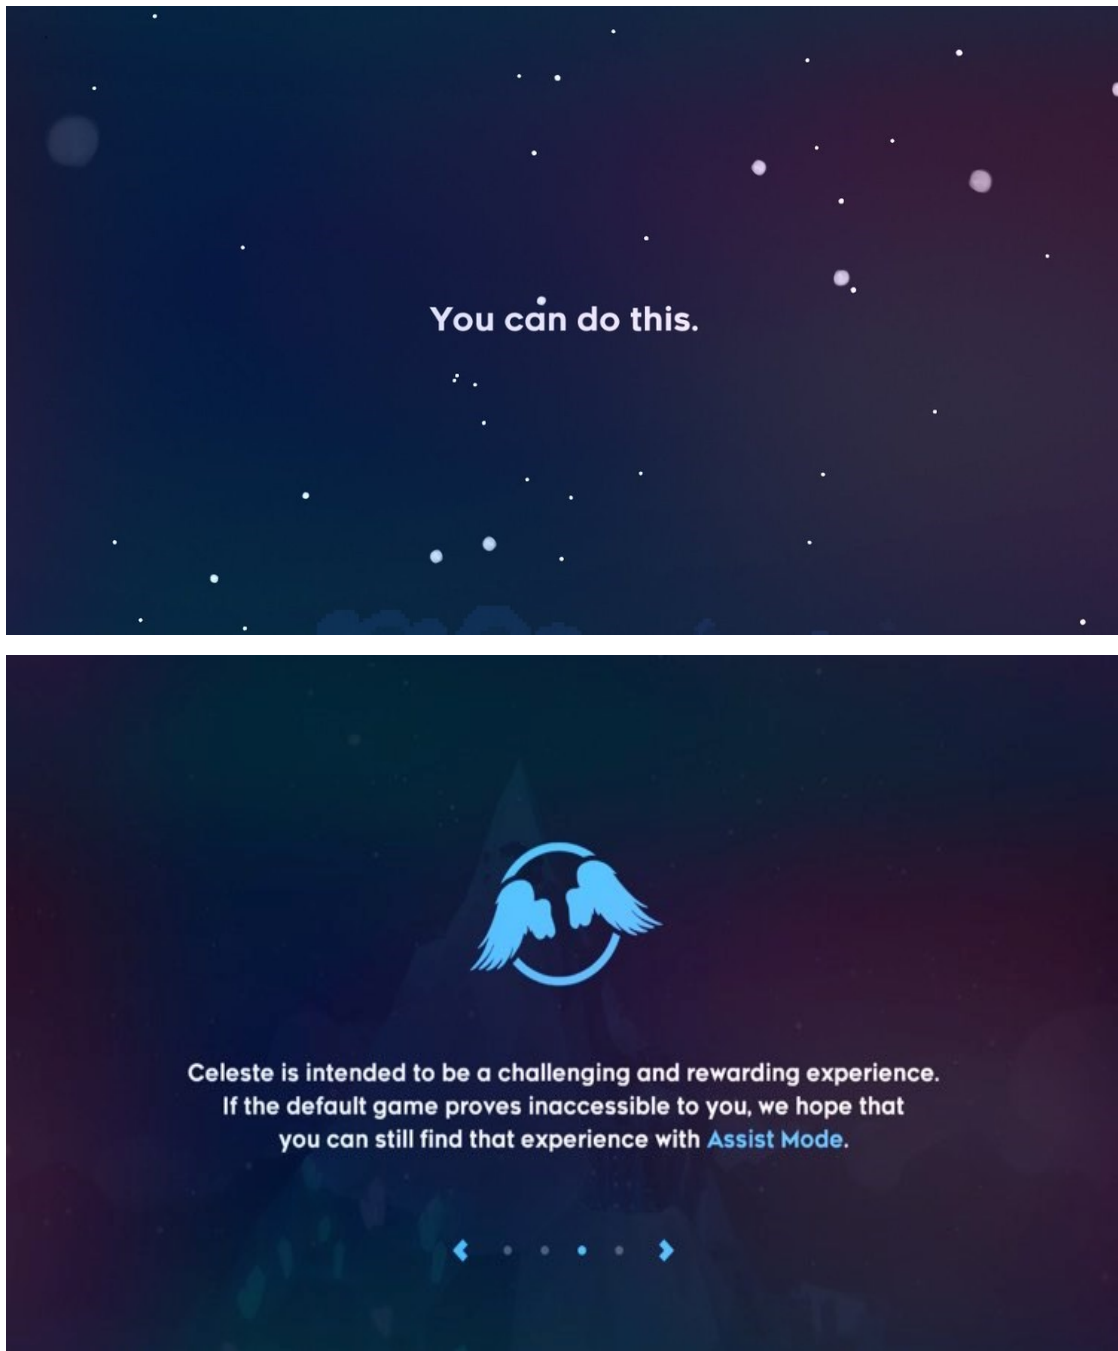 You can do this.
Celeste is intended to be a challenging and rewarding experience.
If the default game proves inaccessible to you, we hope that
you can still find that experience with Assist Mode.